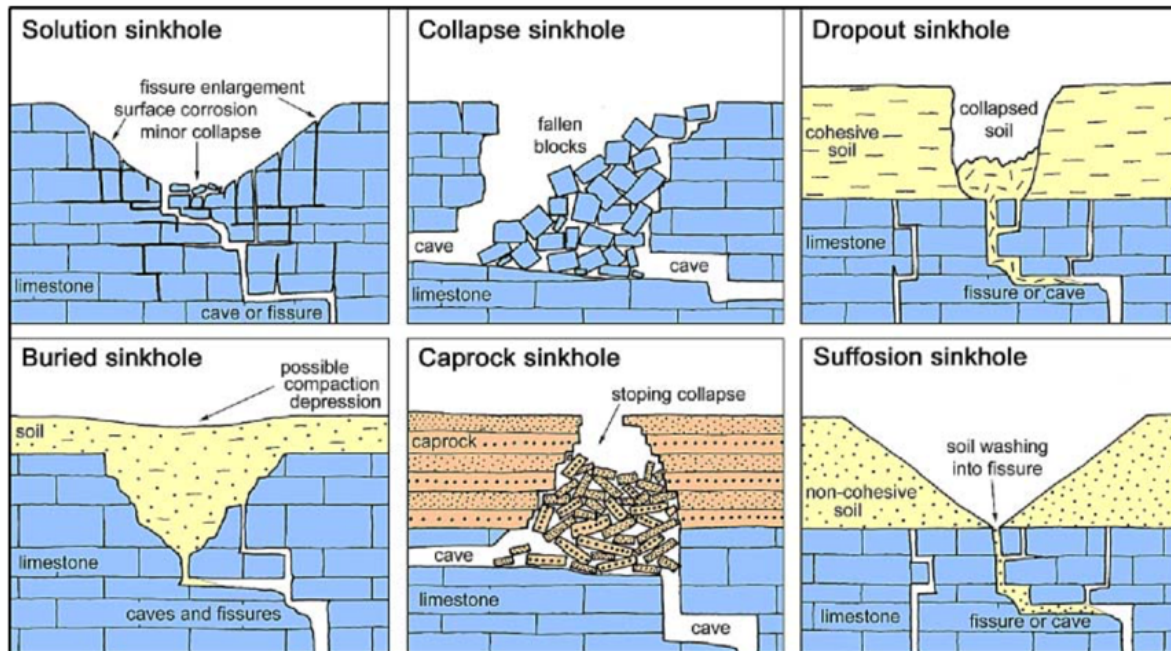 Solution sinkhole
fissure enlargement
surface corrosion
minor collapse
limestone
cave or fissure
Collapse sinkhole
fallen
blocks
cave
cave
limestone
Dropout sinkhole
collapsed
soil
cohesive
soil
limestone
fissure or cave
Buried sinkhole
possible
compaction
depression
soil
limestone
caves and fissures
Caprock sinkhole
stoping collapse
caprock
cave
limestone
cave
Suffosion sinkhole
soil washing
into fissure
non-cohesive
soil
limestone
fissure or cave